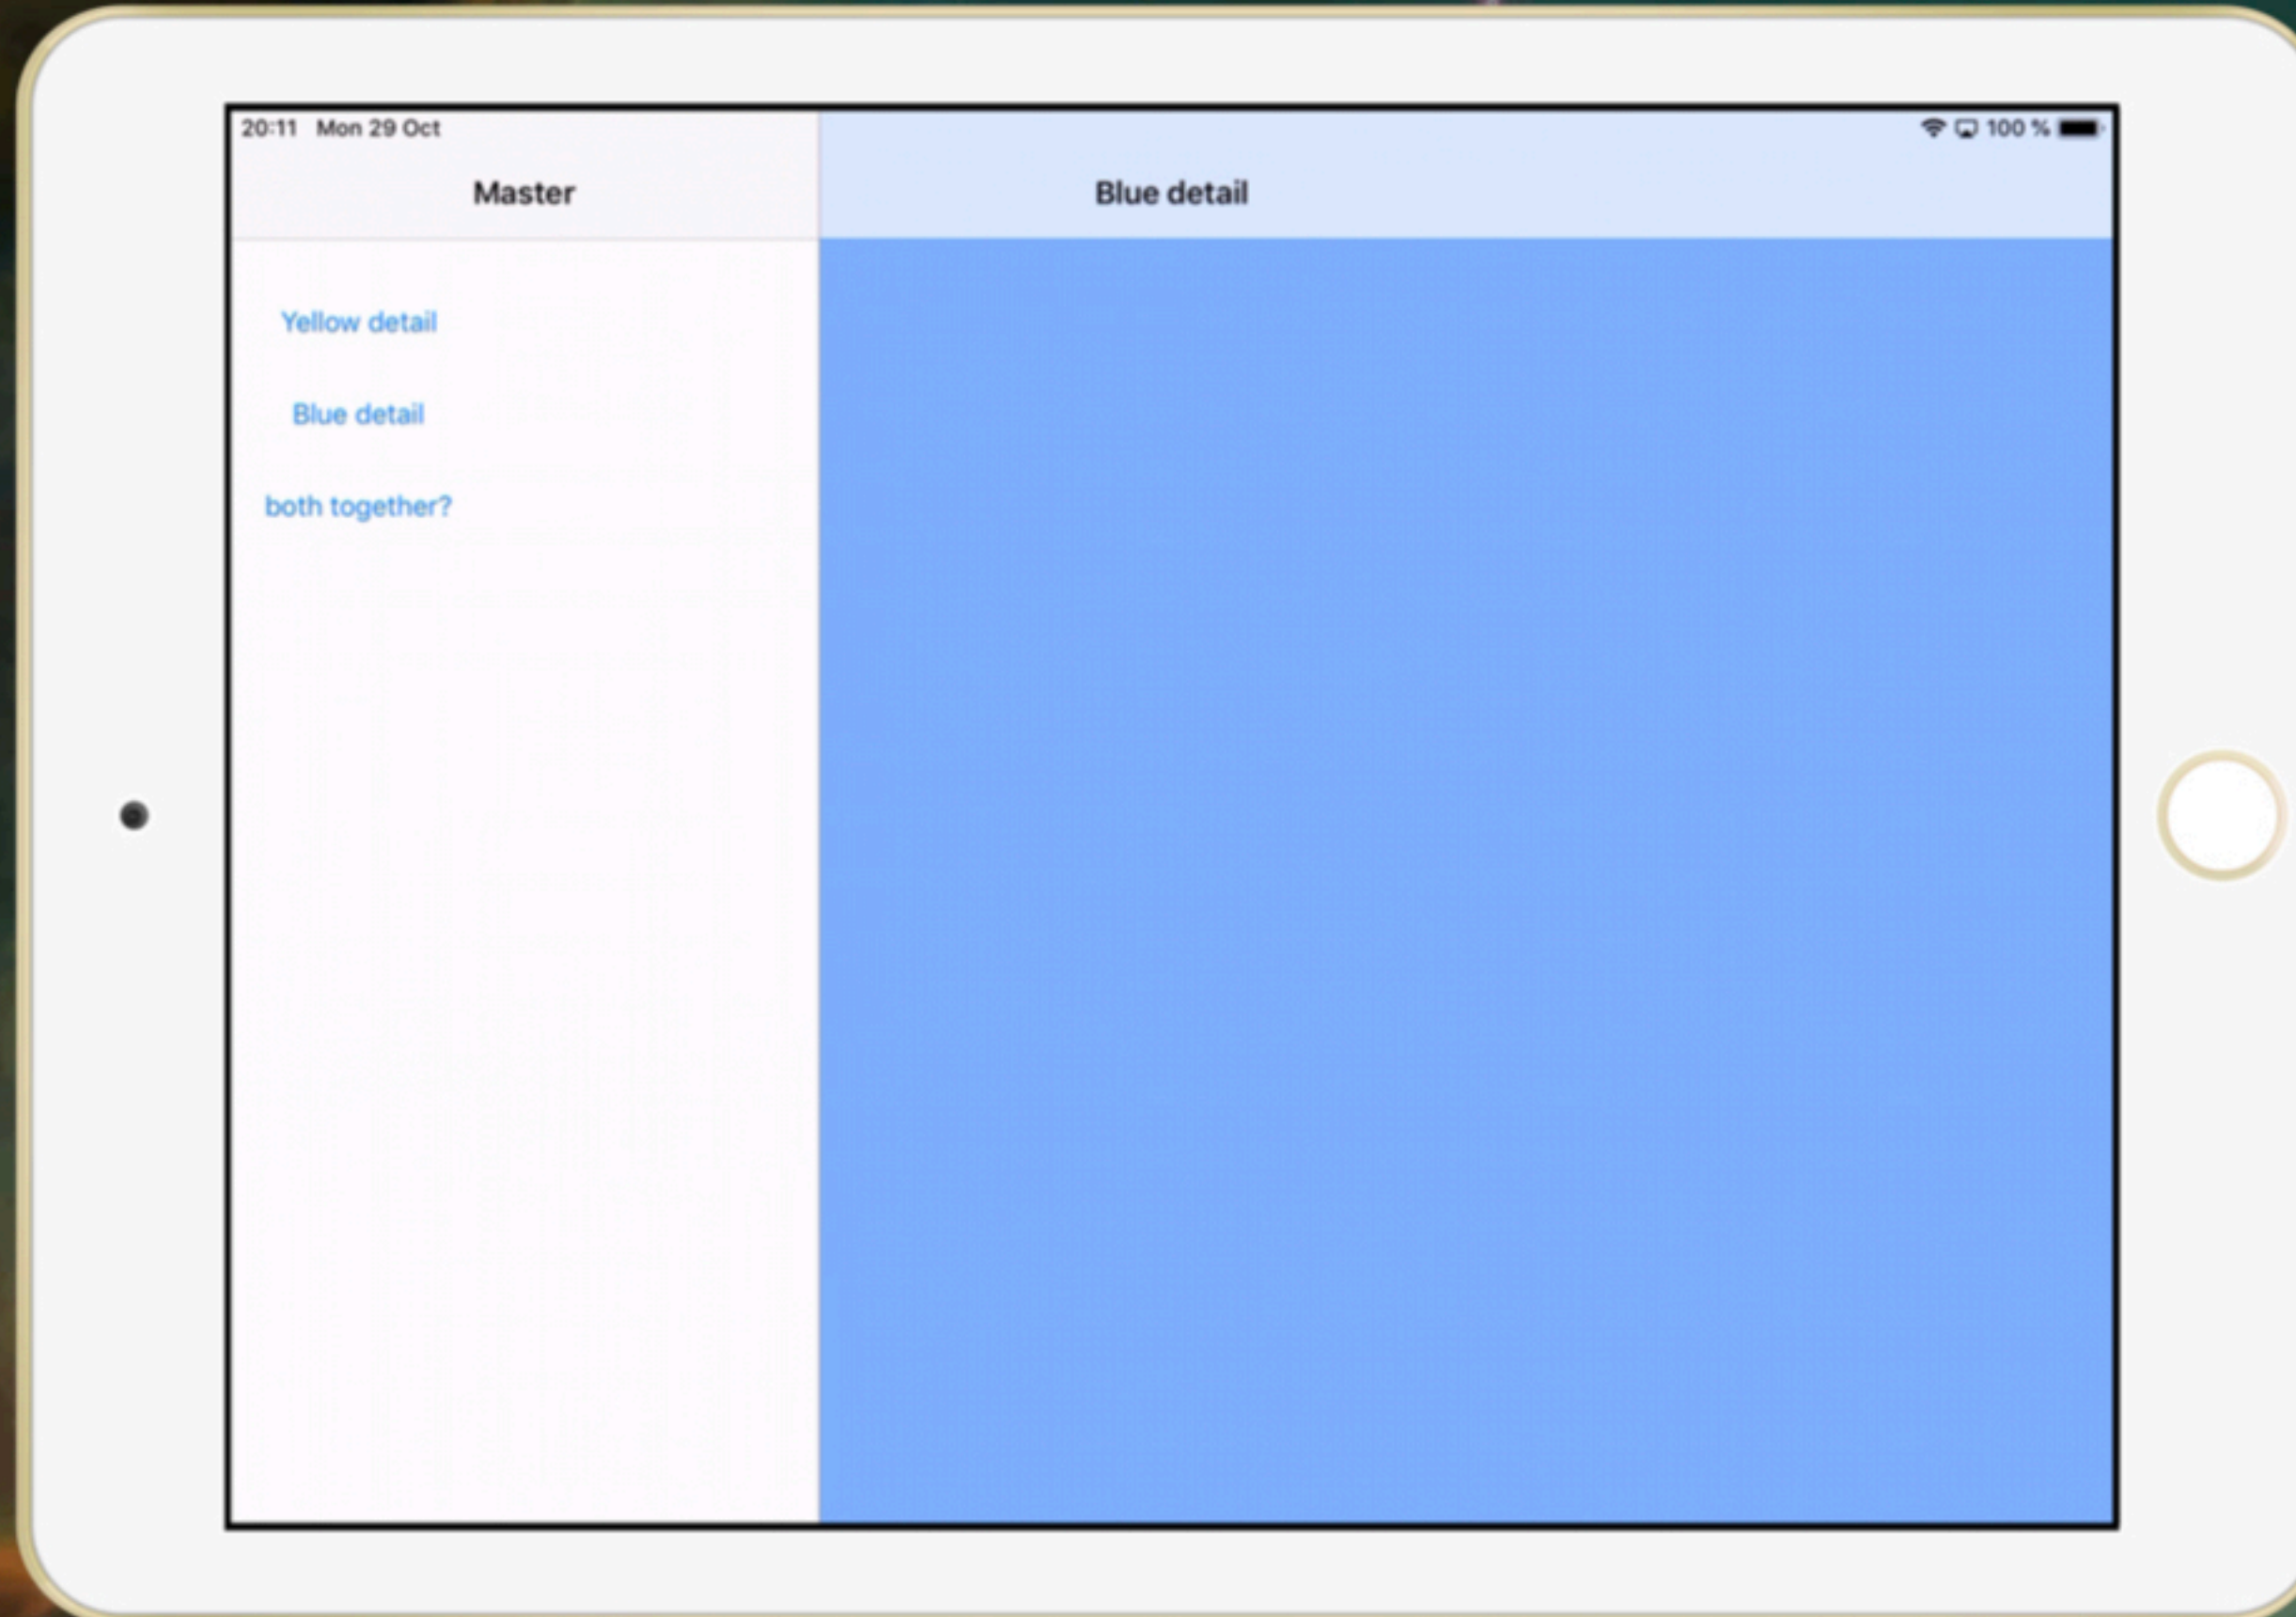 20:11 Mon 29 Oct
100 %
Master
Blue detail
Yellow detail
Blue detail
both together?